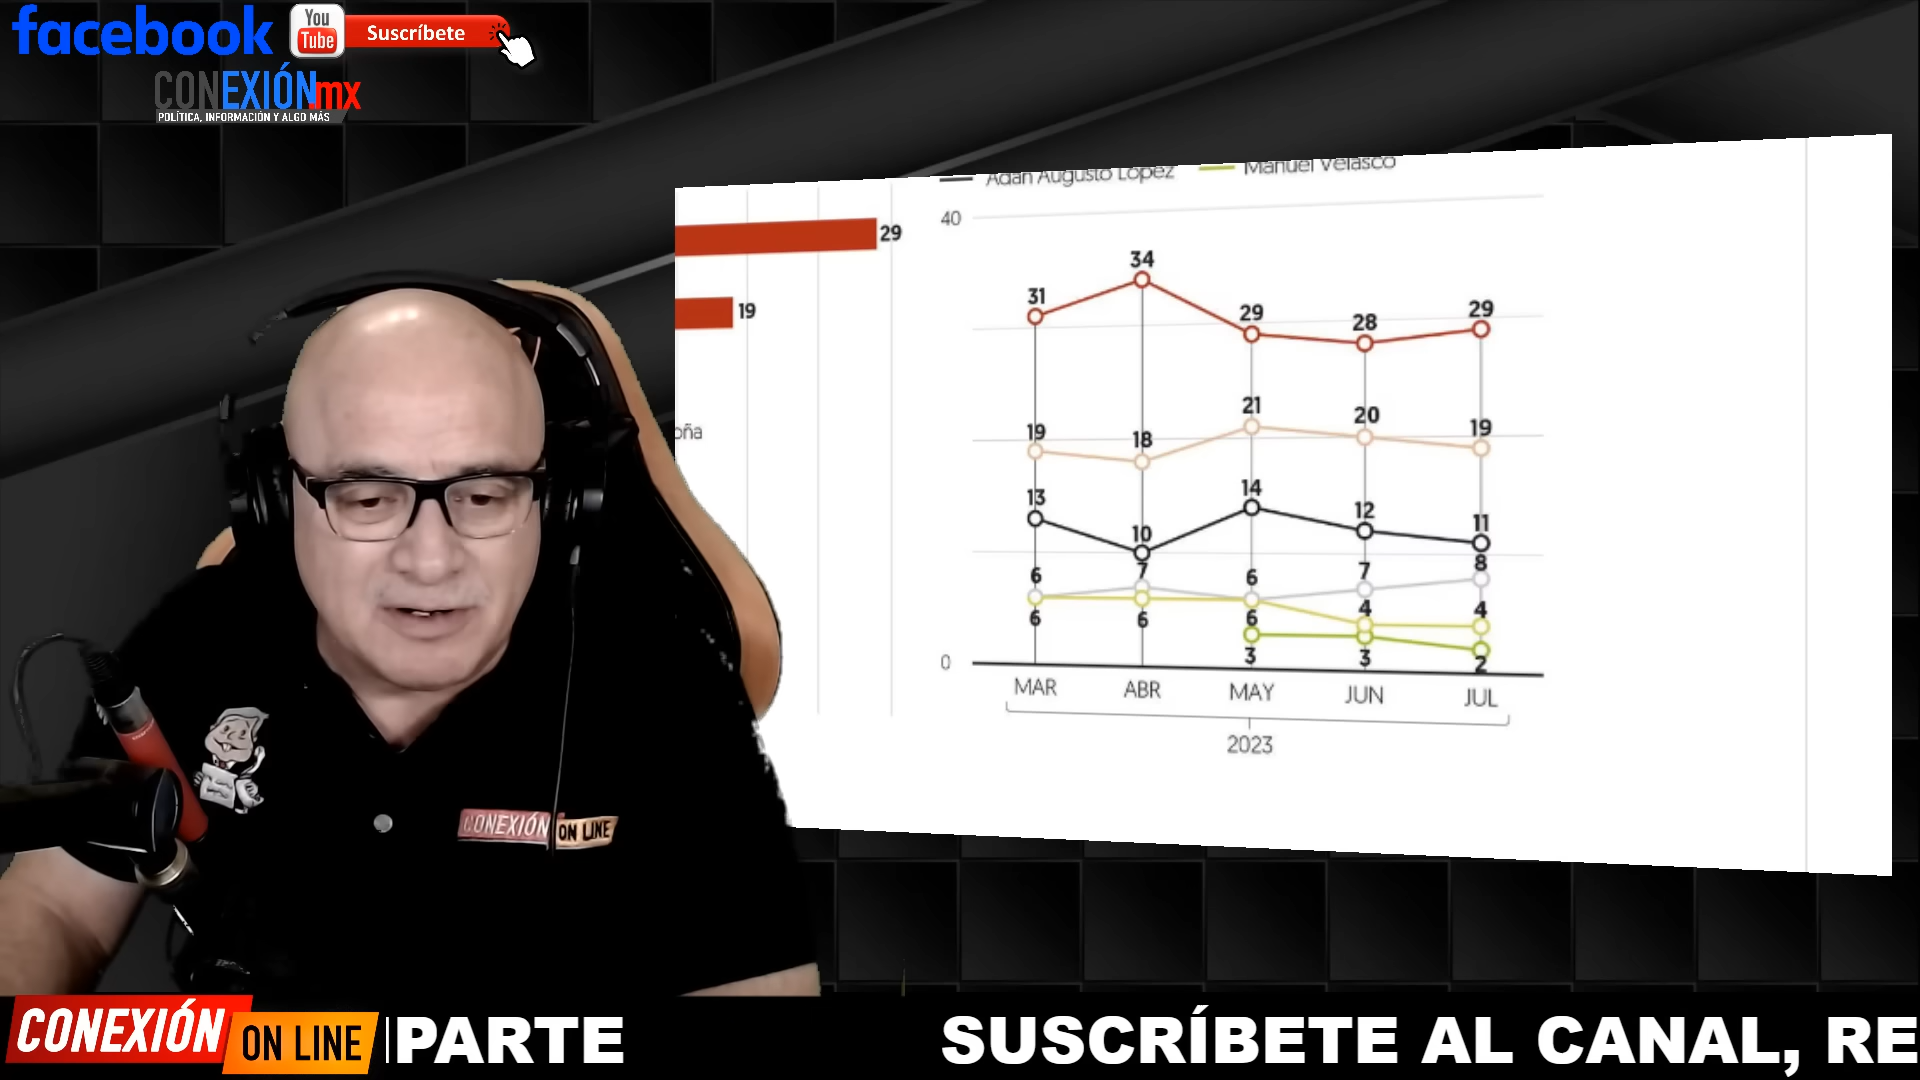 facebook
You
Tube
Suscríbete
CONEXIÓN.mx
POLÍTICA, INFORMACIÓN Y ALGO MÁS
Adán Augusto López
Manuel Velasco
29
19
oña
40
31
34
29
28
29
19
18
21
20
19
13
10
14
12
11
6
7
6
7
8
6
6
6
4
4
3
3
2
0
MAR
ABR
MAY
JUN
JUL
2023
CONEXIÓN ON LINE
CONEXIÓN ON LINE
PARTE
SUSCRÍBETE AL CANAL, RE